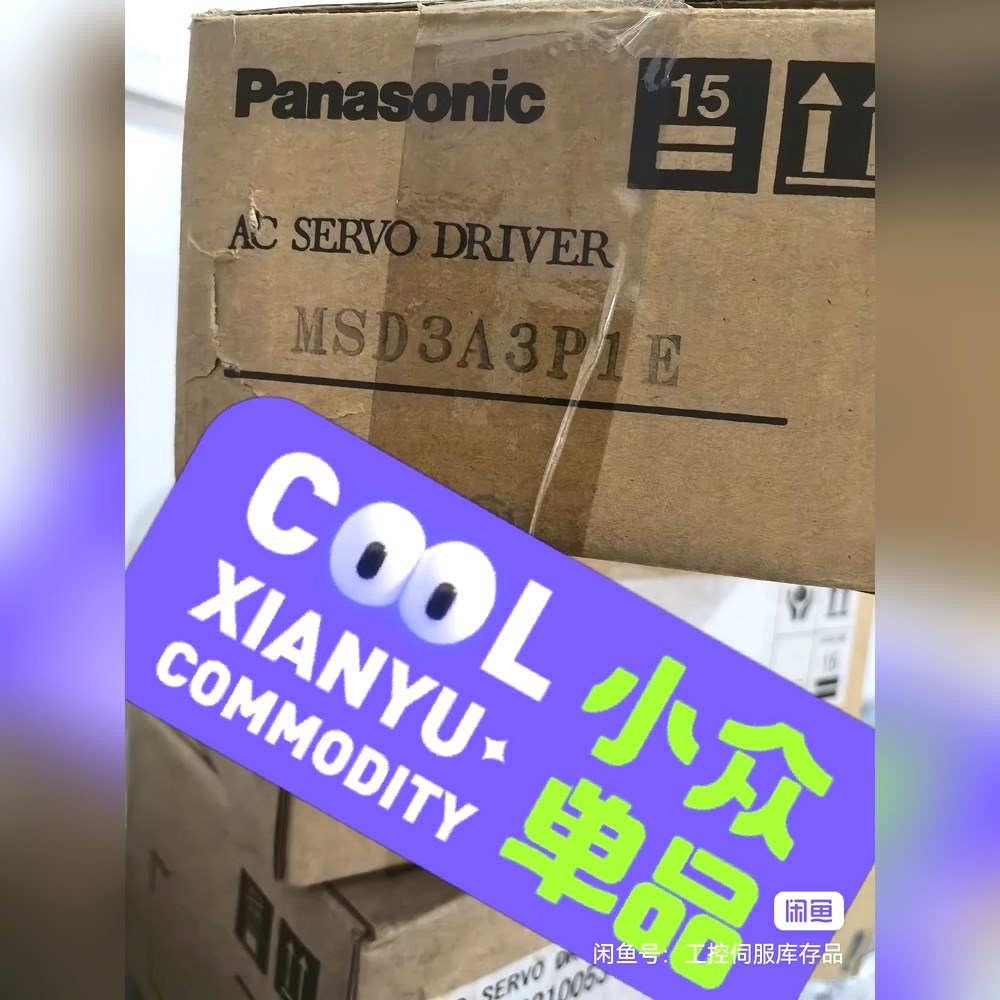 Panasonic
15
AC SERVO DRIVER
MSD3A3P1E
COOL
XIANYU
COMMODITY
小众
单品
闲鱼
闲鱼号：工控伺服库存品
SERVO